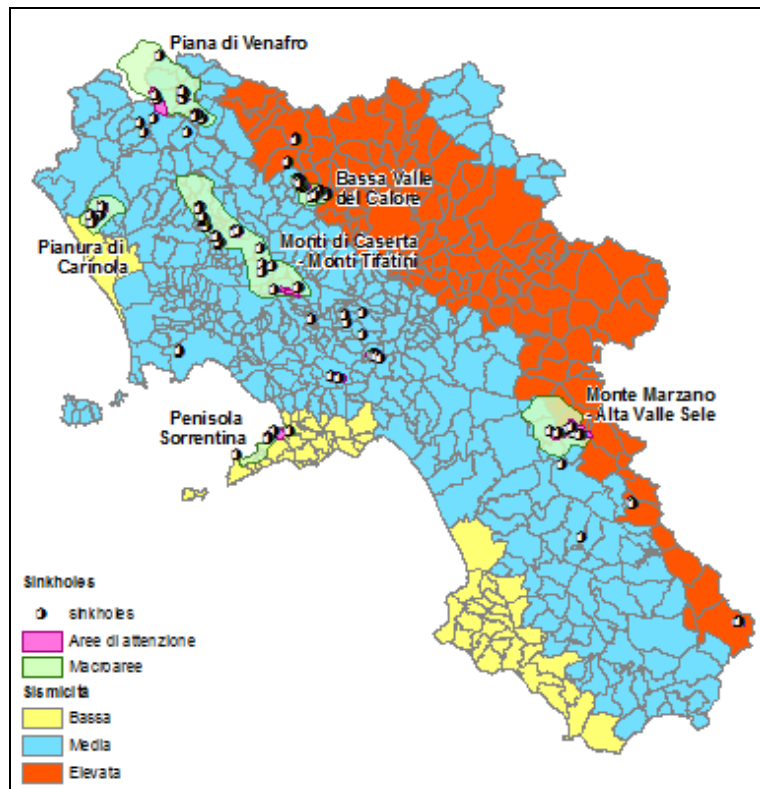 Piana di Venafro
Bassa Valle
del Calore
Pianura di
Carinola
Monti di Caserta
- Monti Tifatini
Monte Marzano
- Alta Valle Sele
Penisola
Sorrentina
Sinkholes
sinkholes
Aree di attenzione
Macroaree
Sismicità
Bassa
Media
Elevata